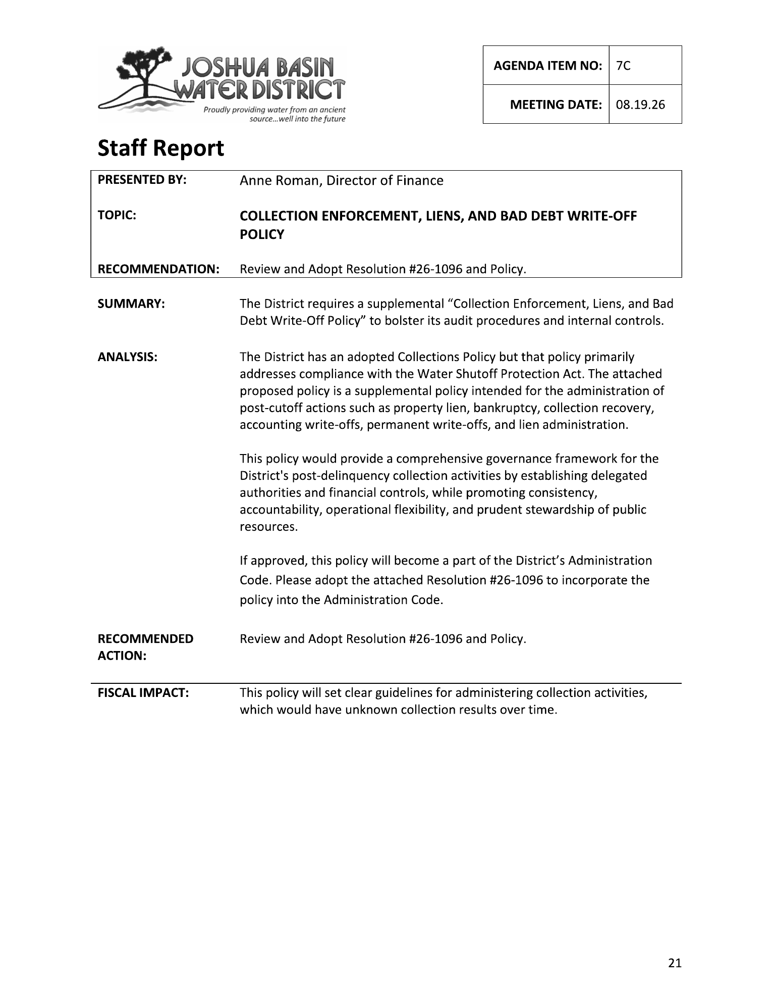 JOSHUA BASIN
WATER DISTRICT
Proudly providing water from an ancient
source...well into the future
AGENDA ITEM NO: 7C
MEETING DATE: 08.19.26
Staff Report
PRESENTED BY: Anne Roman, Director of Finance
TOPIC: COLLECTION ENFORCEMENT, LIENS, AND BAD DEBT WRITE-OFF
POLICY
RECOMMENDATION: Review and Adopt Resolution #26-1096 and Policy.
SUMMARY: The District requires a supplemental “Collection Enforcement, Liens, and Bad
Debt Write-Off Policy” to bolster its audit procedures and internal controls.
ANALYSIS: The District has an adopted Collections Policy but that policy primarily
addresses compliance with the Water Shutoff Protection Act. The attached
proposed policy is a supplemental policy intended for the administration of
post-cutoff actions such as property lien, bankruptcy, collection recovery,
accounting write-offs, permanent write-offs, and lien administration.
This policy would provide a comprehensive governance framework for the
District's post-delinquency collection activities by establishing delegated
authorities and financial controls, while promoting consistency,
accountability, operational flexibility, and prudent stewardship of public
resources.
If approved, this policy will become a part of the District’s Administration
Code. Please adopt the attached Resolution #26-1096 to incorporate the
policy into the Administration Code.
RECOMMENDED Review and Adopt Resolution #26-1096 and Policy.
ACTION:
FISCAL IMPACT: This policy will set clear guidelines for administering collection activities,
which would have unknown collection results over time.
21